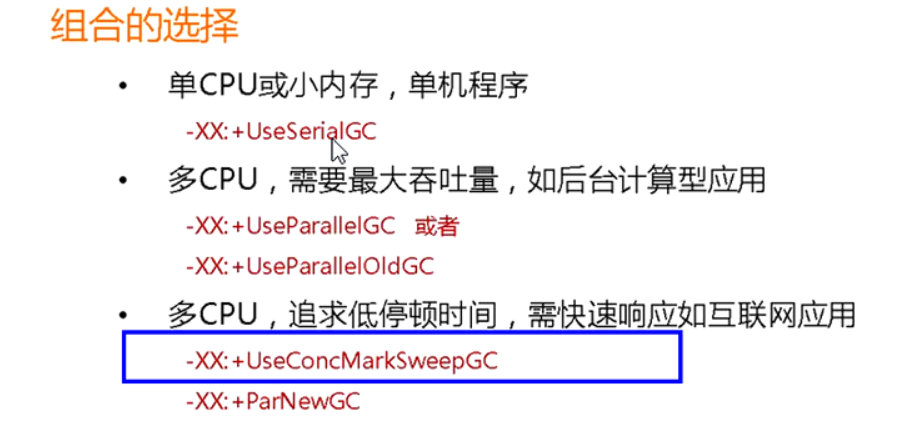 组合的选择
• 单CPU或小内存，单机程序
-XX:+UseSerialGC
• 多CPU，需要最大吞吐量，如后台计算型应用
-XX:+UseParallelGC 或者
-XX:+UseParallelOldGC
• 多CPU，追求低停顿时间，需快速响应如互联网应用
-XX:+UseConcMarkSweepGC
-XX:+ParNewGC